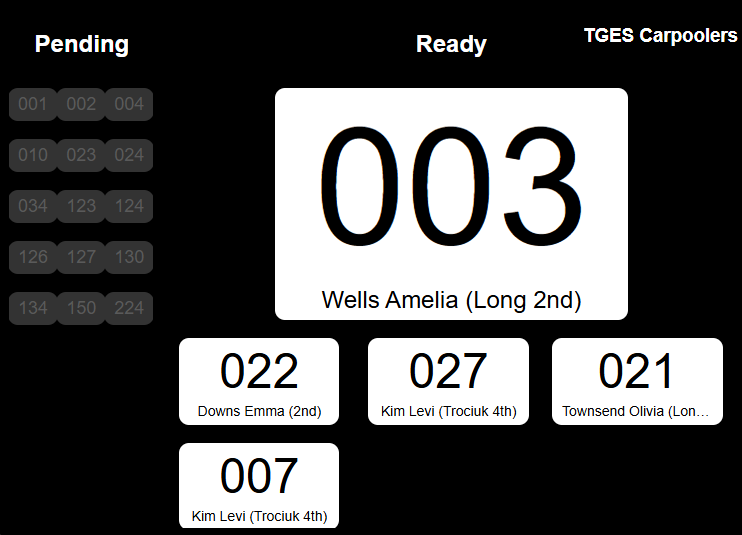 Pending
Ready
TGES Carpoolers
001 002 004
010 023 024
034 123 124
126 127 130
134 150 224
003
Wells Amelia (Long 2nd)
022
Downs Emma (2nd)
027
Kim Levi (Trociuk 4th)
021
Townsend Olivia (Lon...
007
Kim Levi (Trociuk 4th)